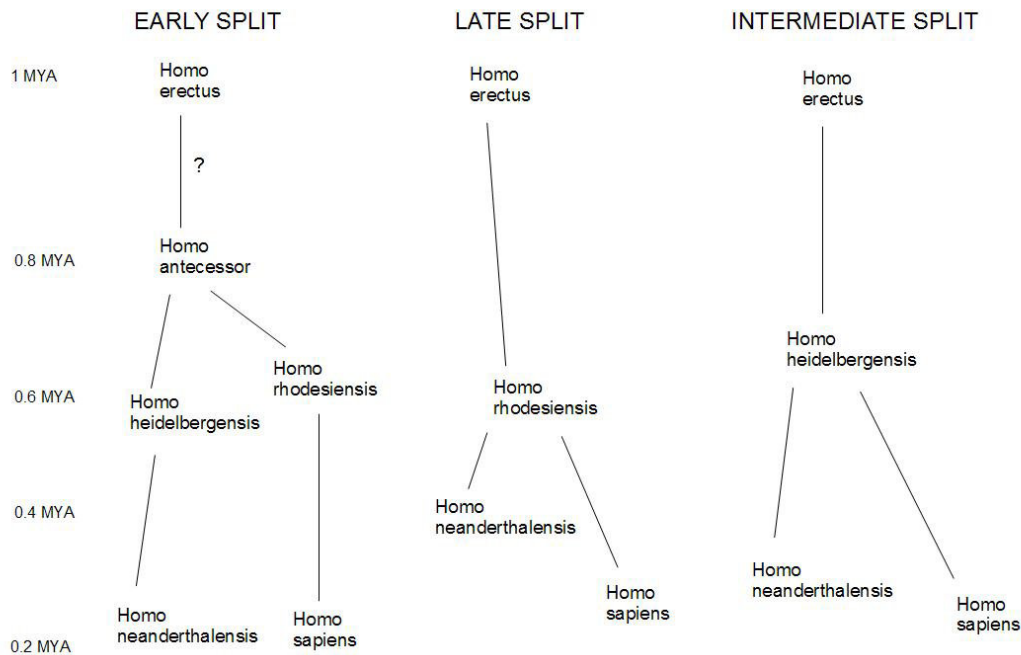 EARLY SPLIT
LATE SPLIT
INTERMEDIATE SPLIT
1 MYA
Homo
erectus
Homo
erectus
Homo
erectus
?
0.8 MYA
Homo
antecessor
Homo
heidelbergensis
Homo
rhodesiensis
0.6 MYA
Homo
heidelbergensis
Homo
rhodesiensis
0.4 MYA
Homo
neanderthalensis
Homo
neanderthalensis
Homo
sapiens
Homo
sapiens
0.2 MYA
Homo
neanderthalensis
Homo
sapiens